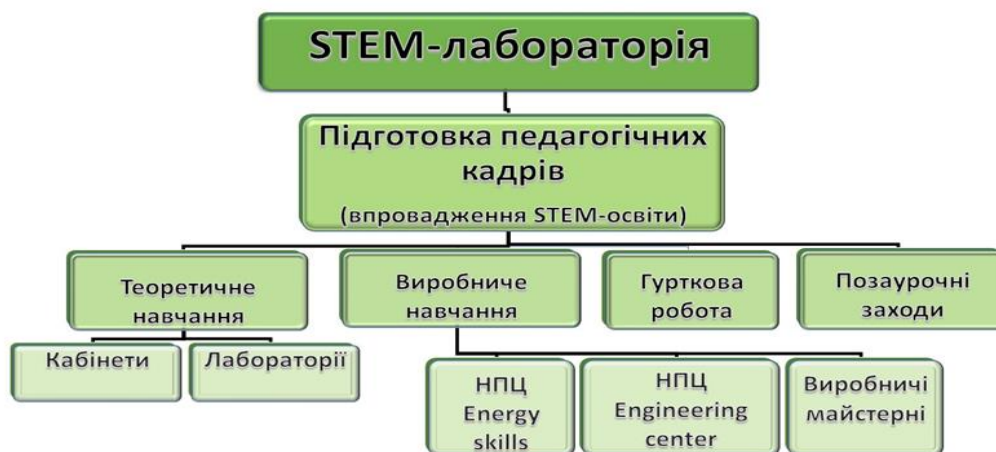 STEM-лабораторія
Підготовка педагогічних
кадрів
(впровадження STEM-освіти)
Теоретичне
навчання
Виробниче
навчання
Гурткова
робота
Позаурочні
заходи
Кабінети
Лабораторії
НПЦ
Energy
skills
НПЦ
Engineering
center
Виробничі
майстерні